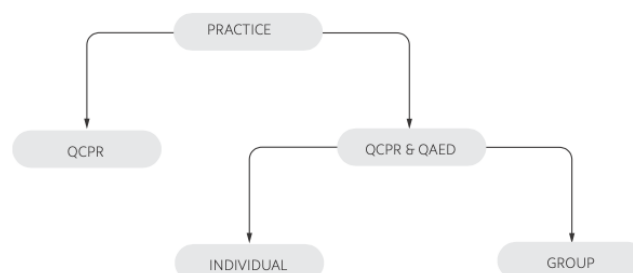 PRACTICE
QCPR
QCPR & QAED
INDIVIDUAL
GROUP